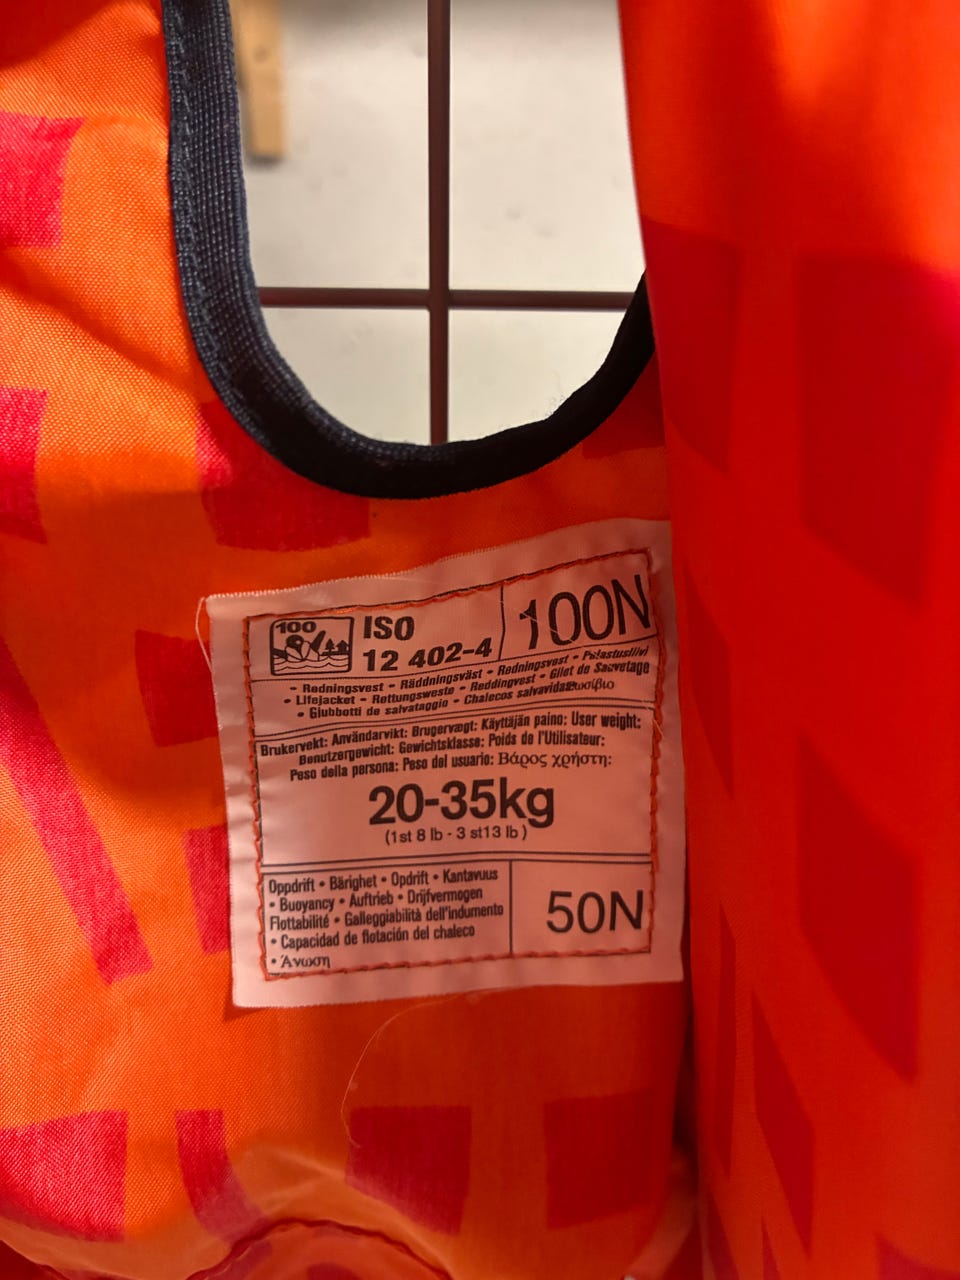 100
ISO
12 402-4
100N
- Redningsvest - Räddningsväst - Redningsvest - Pelastusliivi
• Lifejacket - Rettungsweste - Reddingvest - Gilet de Sauvetage
• Giubbotti de salvataggio - Chalecos salvavidas
Brukervekt: Användarvikt: Brugervægt: Käyttäjän paino: User weight:
Benutzergewicht: Gewichtsklasse: Poids de l'Utilisateur:
Peso della persona: Peso del usuario: Βάρος χρήστη:
20-35kg
(1st 8 lb - 3 st13 lb)
Oppdrift • Bärighet • Opdrift • Kantavuus
• Buoyancy • Auftrieb • Drijfvermogen
Flottabilité • Galleggiabilità dell'indumento
• Capacidad de flotación del chaleco
• Άνωση
50N